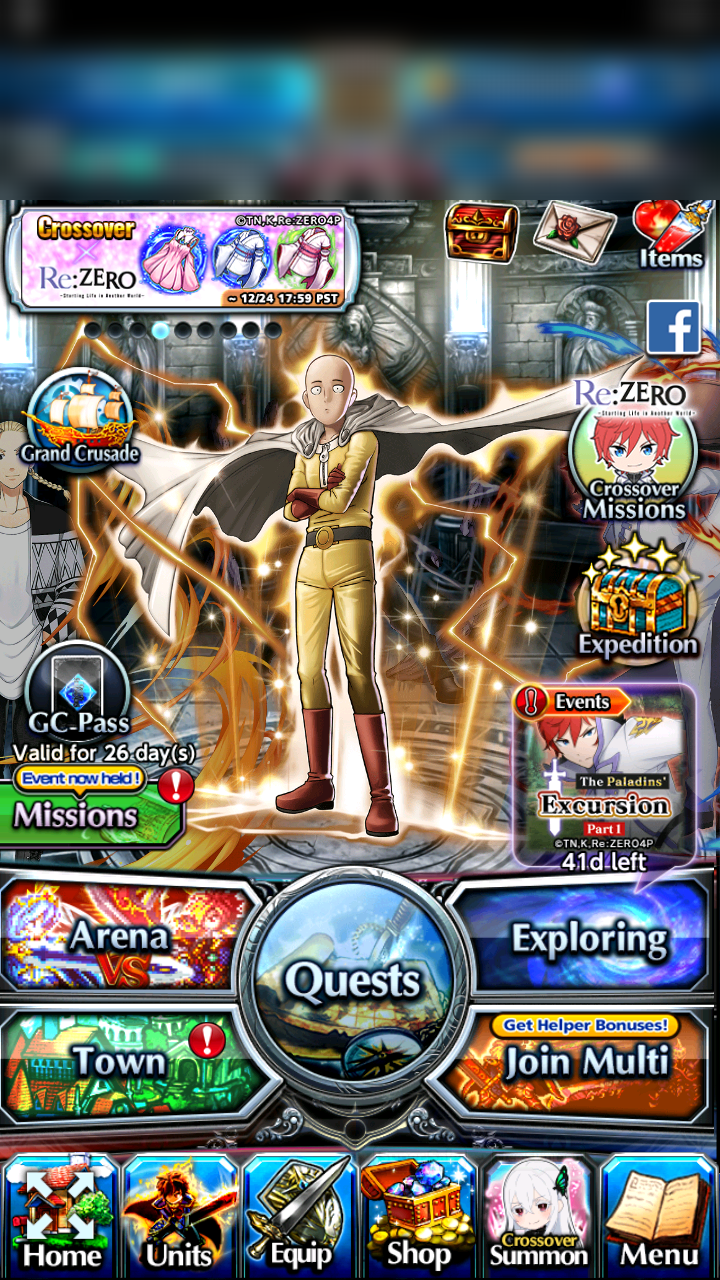 Crossover
©TN,K,Re:ZERO4P
×
Re:ZERO
-Starting Life in Another World-
~ 12/24 17:59 PST
Items
f
Grand Crusade
Re:ZERO
-Starting Life in Another World-
Crossover
Missions
Expedition
GC-Pass
Valid for 26 day(s)
Event now held!
!
Missions
! Events
The Paladins'
Excursion
Part 1
©TN,K,Re:ZERO4P
41d left
Arena
VS
Quests
Exploring
Town
!
Get Helper Bonuses!
Join Multi
Home
Units
Equip
Shop
Crossover
Summon
Menu